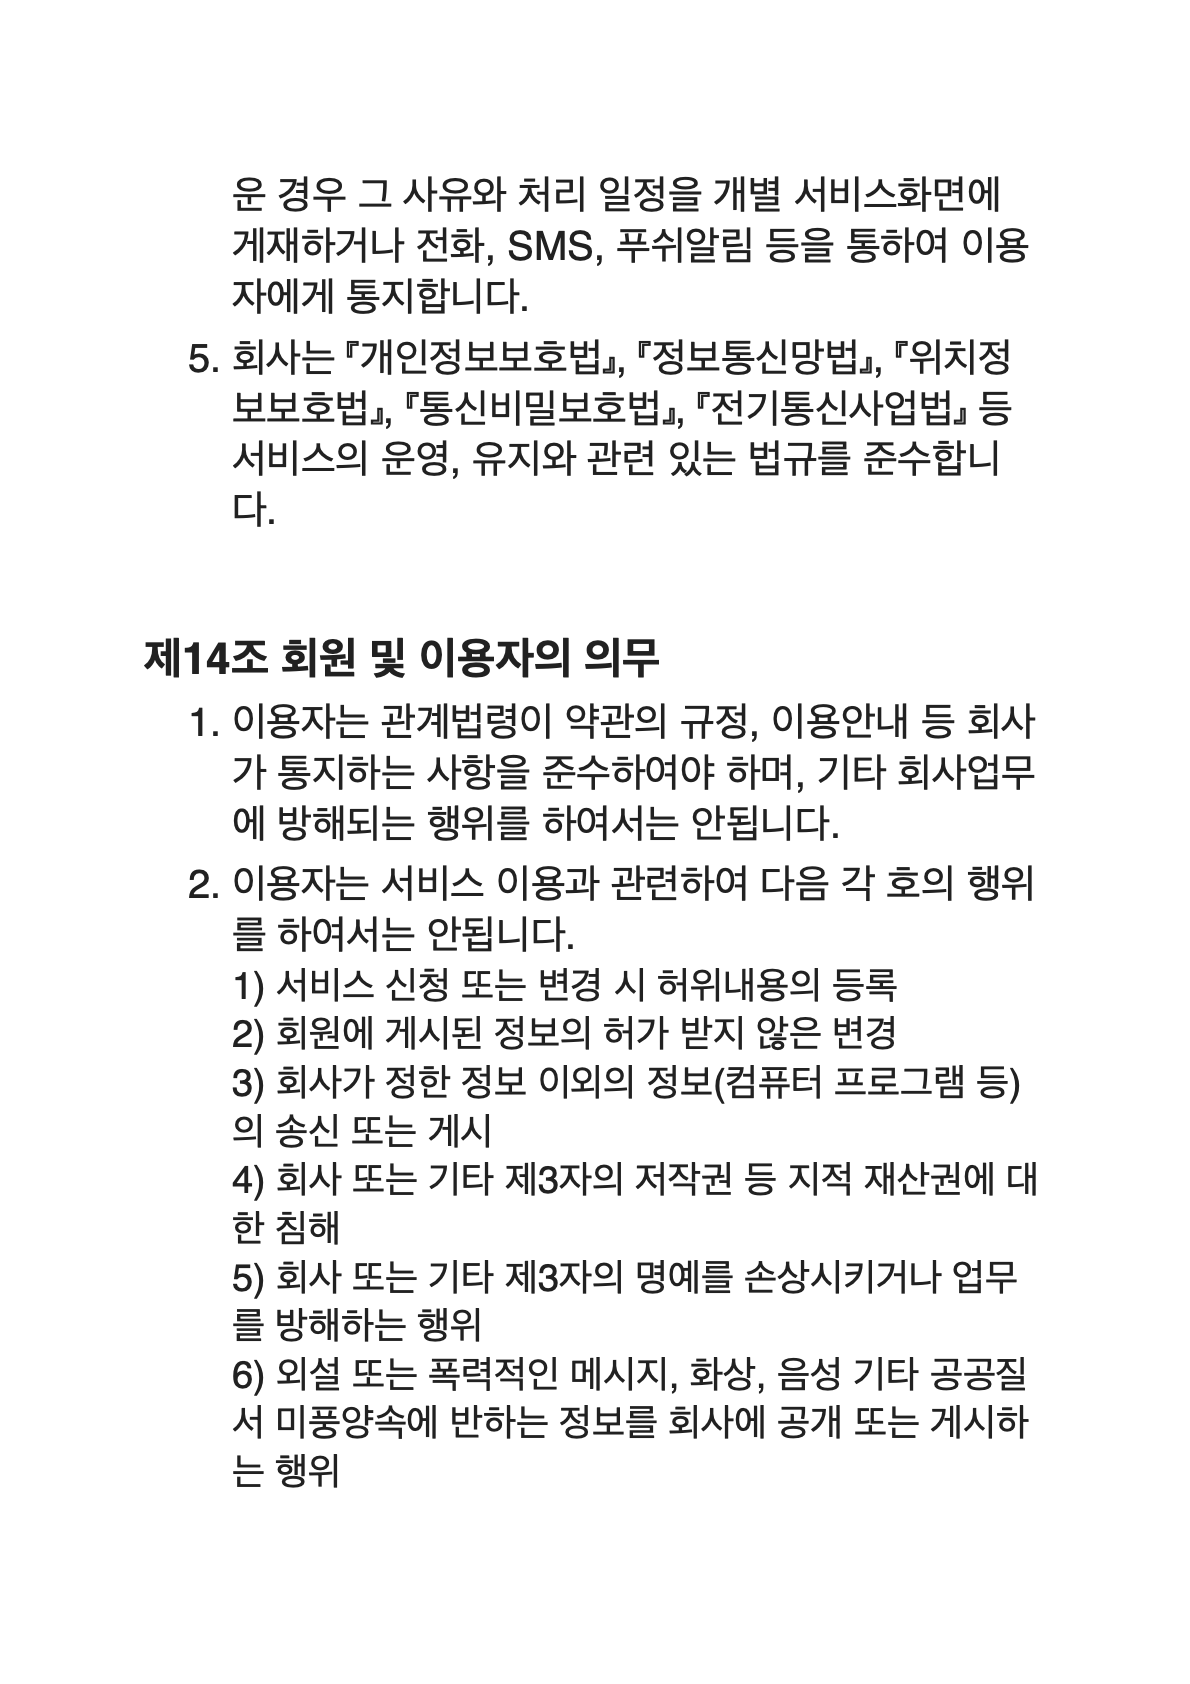 운 경우 그 사유와 처리 일정을 개별 서비스화면에
게재하거나 전화, SMS, 푸쉬알림 등을 통하여 이용
자에게 통지합니다.
5. 회사는『개인정보보호법』,『정보통신망법』,『위치정
보보호법』,『통신비밀보호법』,『전기통신사업법』등
서비스의 운영, 유지와 관련 있는 법규를 준수합니
다.
제14조 회원 및 이용자의 의무
1. 이용자는 관계법령이 약관의 규정, 이용안내 등 회사
가 통지하는 사항을 준수하여야 하며, 기타 회사업무
에 방해되는 행위를 하여서는 안됩니다.
2. 이용자는 서비스 이용과 관련하여 다음 각 호의 행위
를 하여서는 안됩니다.
1) 서비스 신청 또는 변경 시 허위내용의 등록
2) 회원에 게시된 정보의 허가 받지 않은 변경
3) 회사가 정한 정보 이외의 정보(컴퓨터 프로그램 등)
의 송신 또는 게시
4) 회사 또는 기타 제3자의 저작권 등 지적 재산권에 대
한 침해
5) 회사 또는 기타 제3자의 명예를 손상시키거나 업무
를 방해하는 행위
6) 외설 또는 폭력적인 메시지, 화상, 음성 기타 공공질
서 미풍양속에 반하는 정보를 회사에 공개 또는 게시하
는 행위